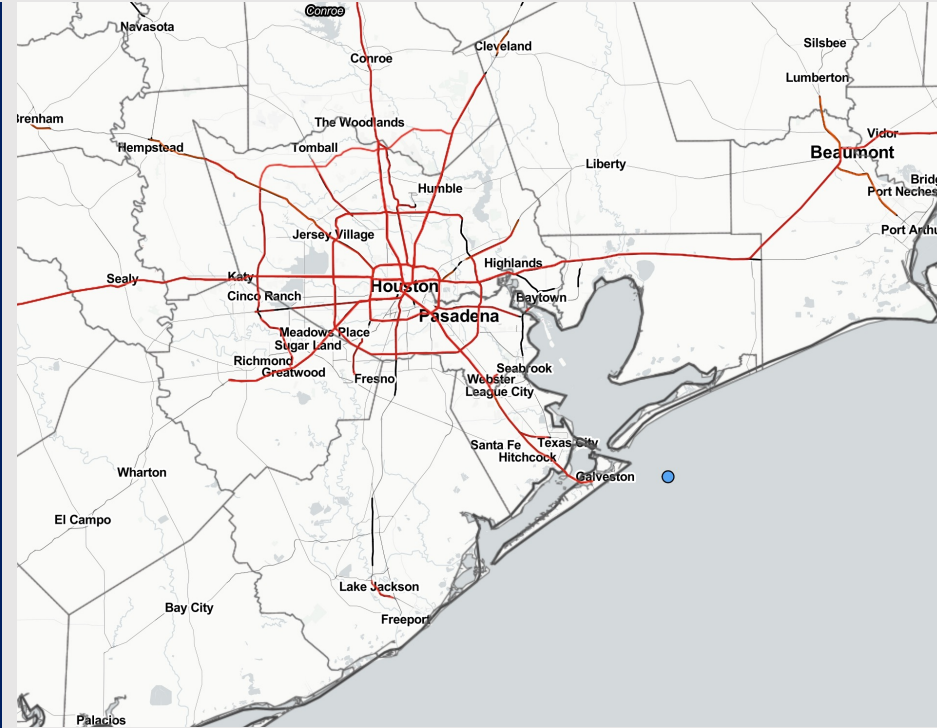 Conroe
Navasota
Silsbee
Cleveland
Conroe
Lumberton
Brenham
The Woodlands
Vidor
Hempstead
Tomball
Beaumont
Liberty
Humble
Port Neches
Port
Jersey Village
Highlands
Sealy
Katy
Houston
Cinco Ranch
Baytown
Pasadena
Meadows Place
Sugar Land
Richmond
Greatwood
Seabrook
Fresno
Webster
League City
Santa Fe
Texas City
Hitchcock
Wharton
Galveston
El Campo
Lake Jackson
Bay City
Freeport
Palacios